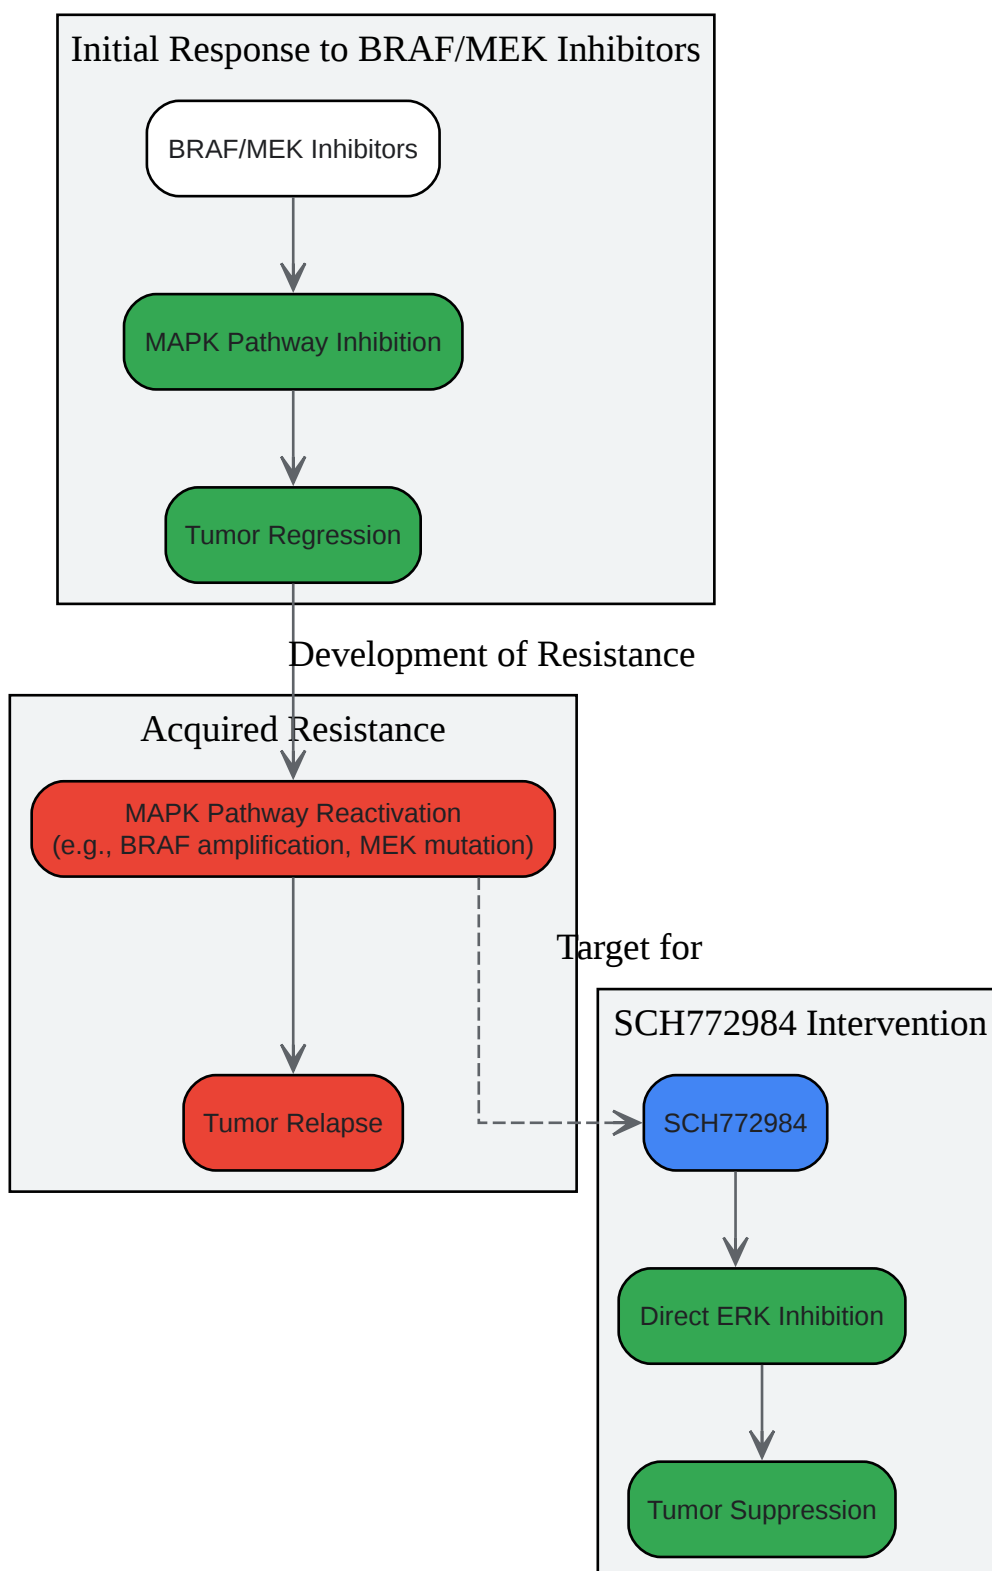 Initial Response to BRAF/MEK Inhibitors
BRAF/MEK Inhibitors
MAPK Pathway Inhibition
Tumor Regression
Development of Resistance
Acquired Resistance
MAPK Pathway Reactivation
(e.g., BRAF amplification, MEK mutation)
Target for
Tumor Relapse
SCH772984 Intervention
SCH772984
Direct ERK Inhibition
Tumor Suppression